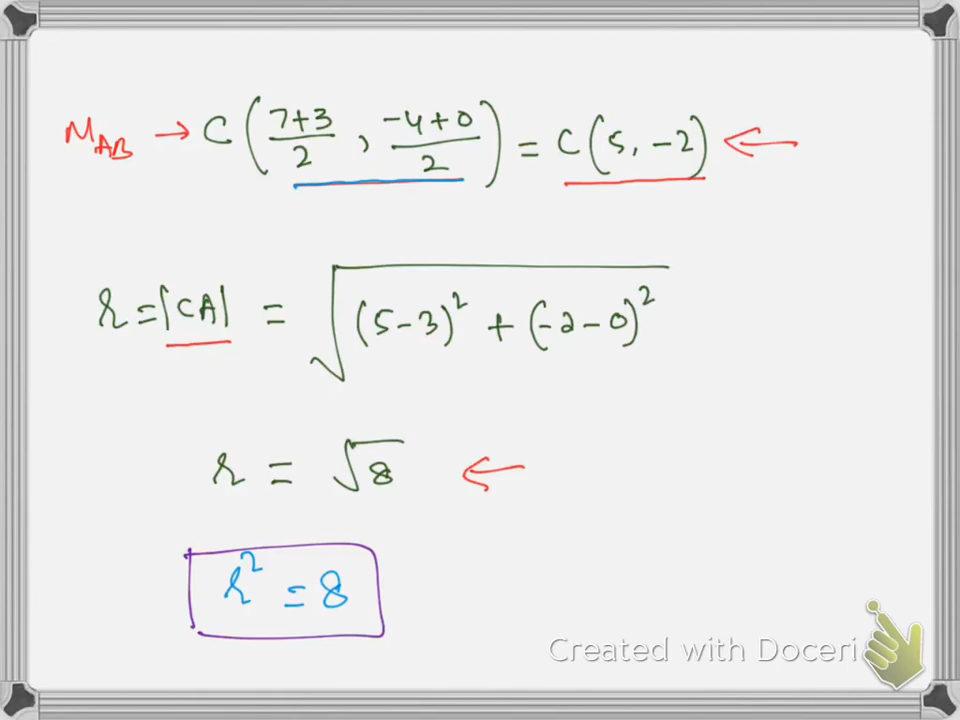 M_AB → C((7+3)/2, (-4+0)/2) = C(5, -2) ←
r = |CA| = √((5-3)² + (-2-0)²)
r = √8 ←
r² = 8
Created with Doceri